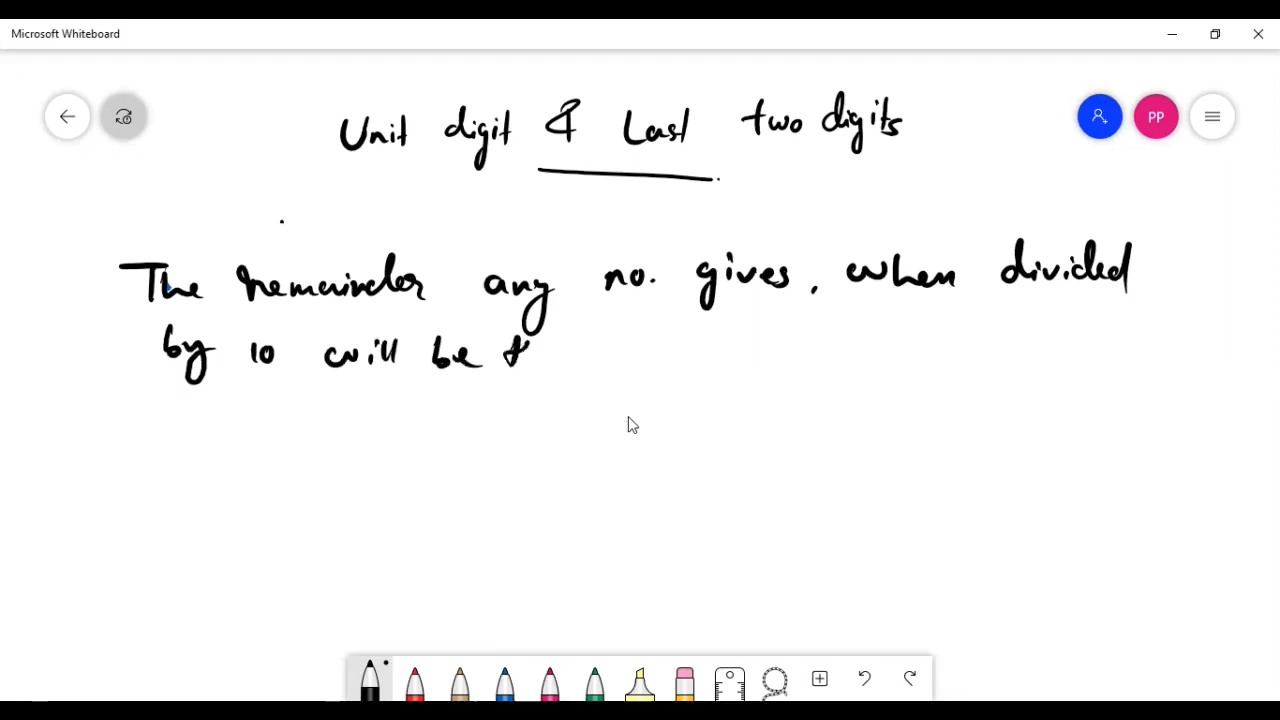 Microsoft Whiteboard
PP
Unit digit & Last two digits
The remainder any no. gives, when divided
by 10 will be t